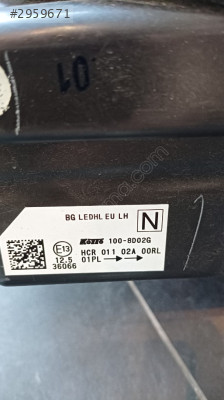 #2959671
01
BG LEDHL EU LH
N
KOITO 100-8D02G
E13
HCR 011 02A 00RL
12.5
01PL
36066